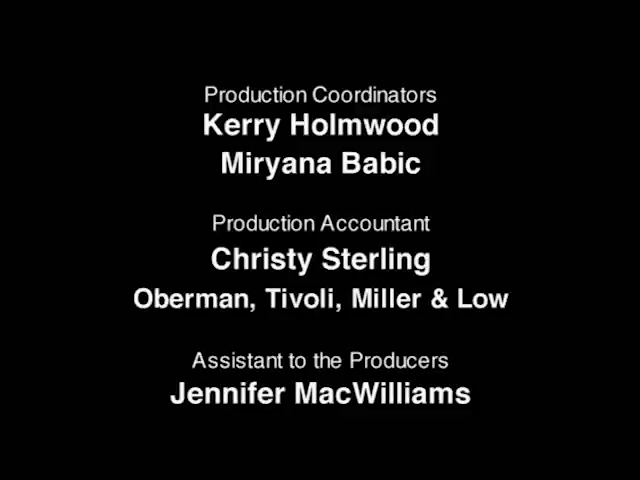 Production Coordinators
Kerry Holmwood
Miryana Babic
Production Accountant
Christy Sterling
Oberman, Tivoli, Miller & Low
Assistant to the Producers
Jennifer MacWilliams